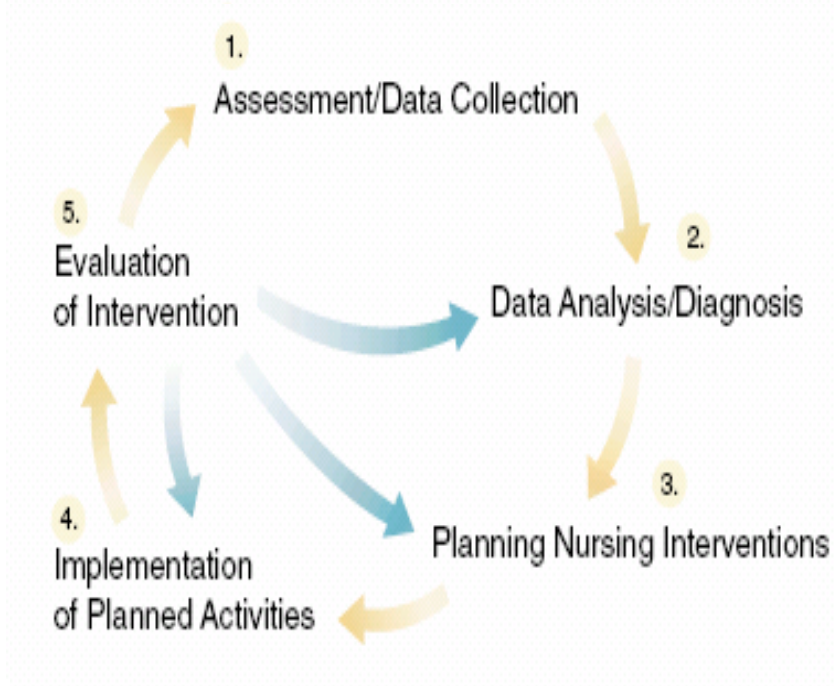 1.
Assessment/Data Collection
2.
Data Analysis/Diagnosis
3.
Planning Nursing Interventions
4.
Implementation
of Planned Activities
5.
Evaluation
of Intervention